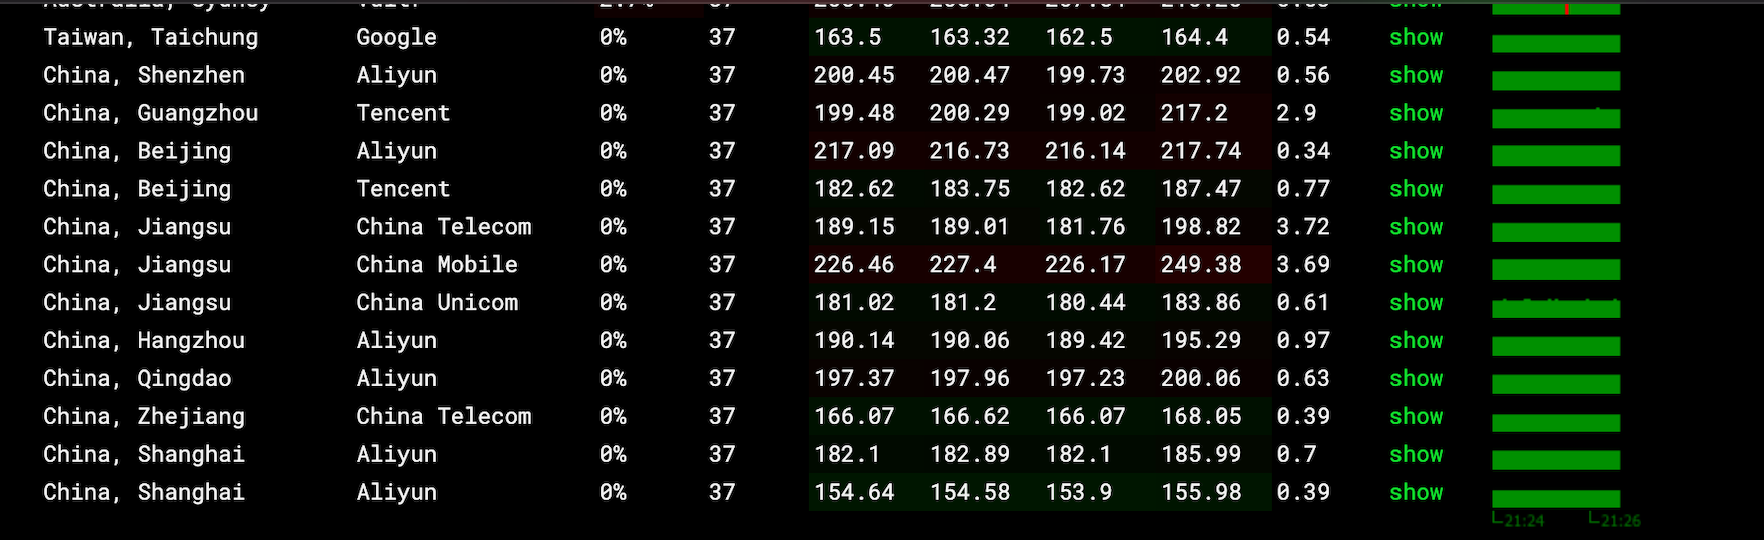 Taiwan, Taichung Google 0% 37 163.5 163.32 162.5 164.4 0.54 show
China, Shenzhen Aliyun 0% 37 200.45 200.47 199.73 202.92 0.56 show
China, Guangzhou Tencent 0% 37 199.48 200.29 199.02 217.2 2.9 show
China, Beijing Aliyun 0% 37 217.09 216.73 216.14 217.74 0.34 show
China, Beijing Tencent 0% 37 182.62 183.75 182.62 187.47 0.77 show
China, Jiangsu China Telecom 0% 37 189.15 189.01 181.76 198.82 3.72 show
China, Jiangsu China Mobile 0% 37 226.46 227.4 226.17 249.38 3.69 show
China, Jiangsu China Unicom 0% 37 181.02 181.2 180.44 183.86 0.61 show
China, Hangzhou Aliyun 0% 37 190.14 190.06 189.42 195.29 0.97 show
China, Qingdao Aliyun 0% 37 197.37 197.96 197.23 200.06 0.63 show
China, Zhejiang China Telecom 0% 37 166.07 166.62 166.07 168.05 0.39 show
China, Shanghai Aliyun 0% 37 182.1 182.89 182.1 185.99 0.7 show
China, Shanghai Aliyun 0% 37 154.64 154.58 153.9 155.98 0.39 show
21:24 21:26